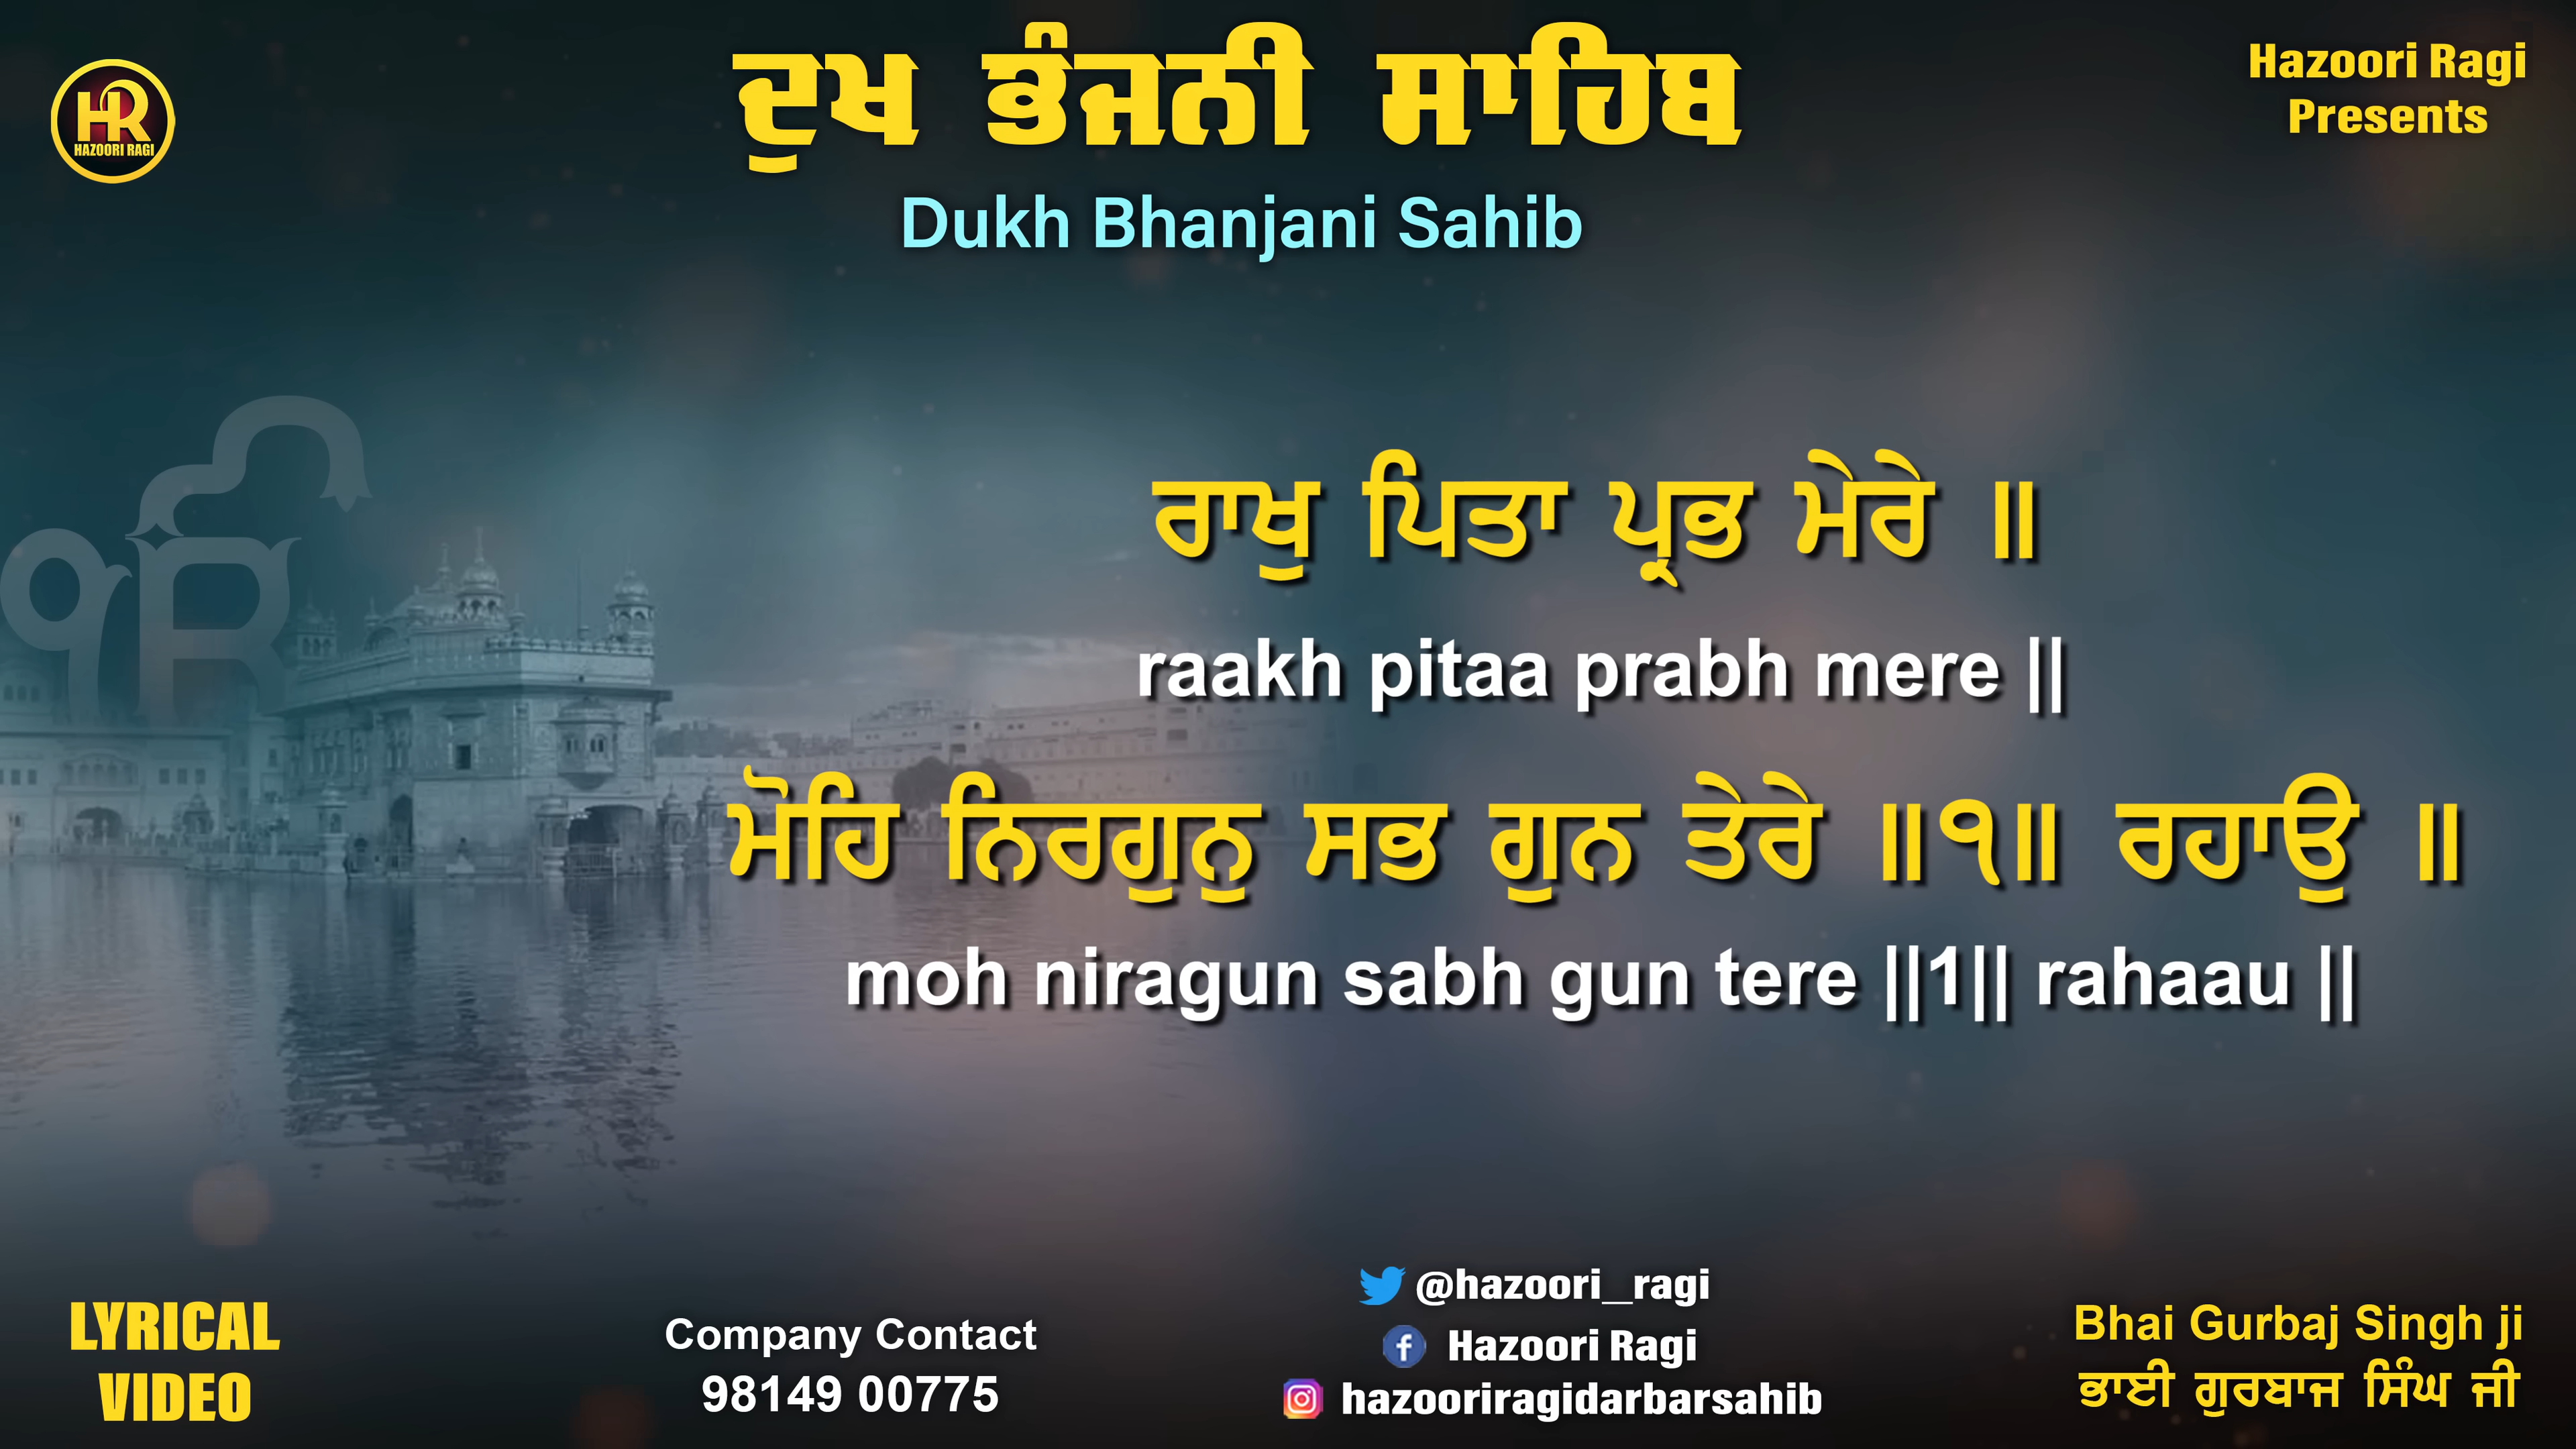 ਦੁਖ ਭੰਜਨੀ ਸਾਹਿਬ
Dukh Bhanjani Sahib
HR
HAZOORI RAGI
Hazoori Ragi
Presents
ੴ
ਰਾਖੁ ਪਿਤਾ ਪ੍ਰਭ ਮੇਰੇ ॥
raakh pitaa prabh mere ||
ਮੋਹਿ ਨਿਰਗੁਨੁ ਸਭ ਗੁਨ ਤੇਰੇ ॥੧॥ ਰਹਾਉ ॥
moh niragun sabh gun tere ||1|| rahaau ||
LYRICAL
VIDEO
Company Contact
98149 00775
@hazoori_ragi
Hazoori Ragi
hazooriragidarbarsahib
Bhai Gurbaj Singh ji
ਭਾਈ ਗੁਰਬਾਜ ਸਿੰਘ ਜੀ